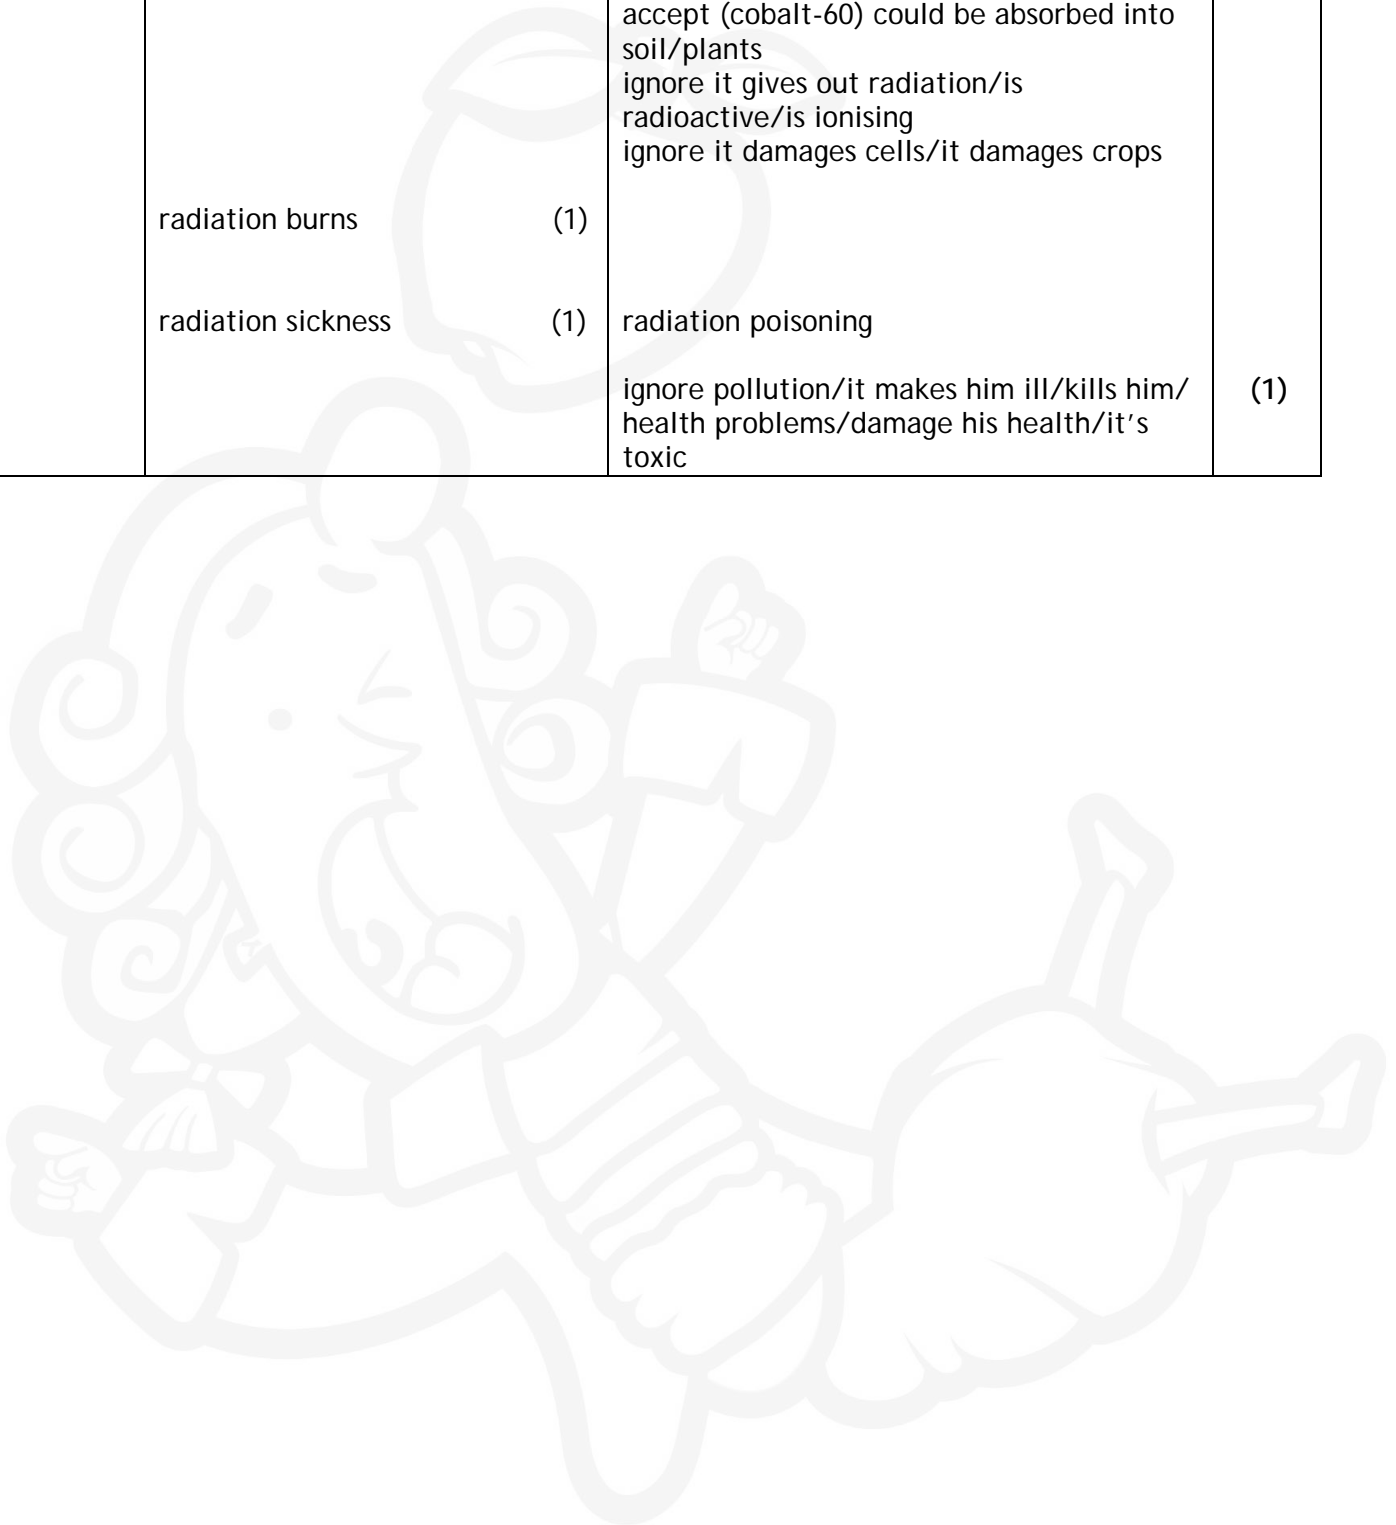 accept (cobalt-60) could be absorbed into
soil/plants
ignore it gives out radiation/is
radioactive/is ionising
ignore it damages cells/it damages crops
radiation burns (1)
radiation sickness (1) radiation poisoning
ignore pollution/it makes him ill/kills him/ (1)
health problems/damage his health/it's
toxic